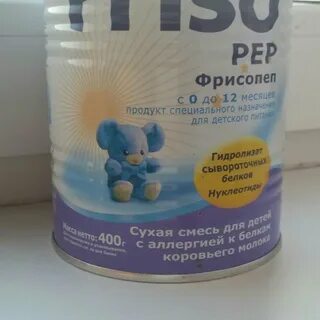 friso
PEP
Фрисопеп
с 0 до 12 месяцев
продукт специального назначения
для детского питания
Гидролизат
сывороточных
белков
Нуклеотиды
Масса нетто: 400г
Сухая смесь для детей
с аллергией к белкам
коровьего молока